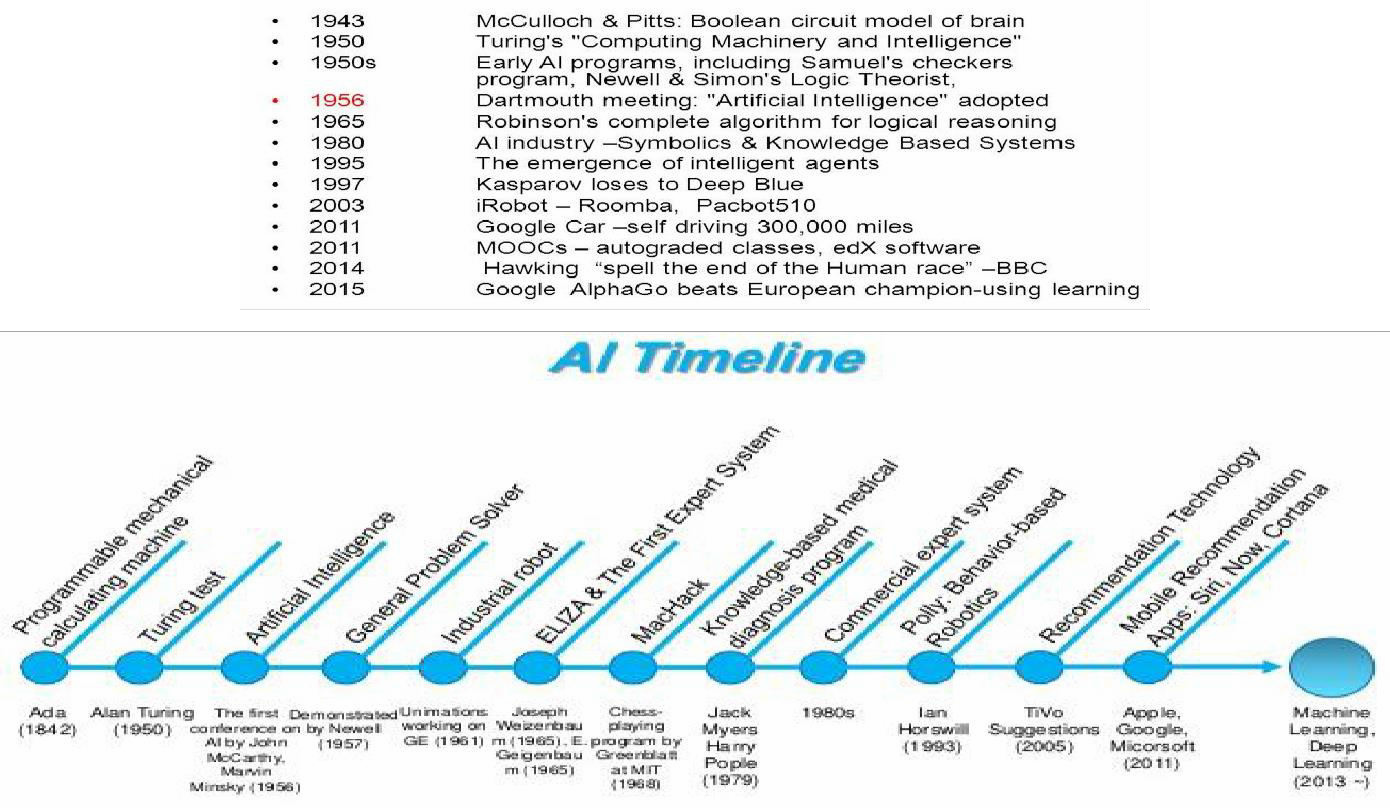 • 1943 McCulloch & Pitts: Boolean circuit model of brain
• 1950 Turing's "Computing Machinery and Intelligence"
• 1950s Early AI programs, including Samuel's checkers
program, Newell & Simon's Logic Theorist,
• 1956 Dartmouth meeting: "Artificial Intelligence" adopted
• 1965 Robinson's complete algorithm for logical reasoning
• 1980 AI industry –Symbolics & Knowledge Based Systems
• 1995 The emergence of intelligent agents
• 1997 Kasparov loses to Deep Blue
• 2003 iRobot – Roomba, Pacbot510
• 2011 Google Car –self driving 300,000 miles
• 2011 MOOCs – autograded classes, edX software
• 2014 Hawking “spell the end of the Human race” –BBC
• 2015 Google AlphaGo beats European champion-using learning
AI Timeline
Programmable mechanical
calculating machine
Turing test
Artificial Intelligence
General Problem Solver
Industrial robot
ELIZA & The First Expert System
MacHack
Knowledge-based medical
diagnosis program
Commercial expert system
Polly: Behavior-based
Robotics
Recommendation Technology
Mobile Recommendation
Apps: Siri, Now, Cortana
Ada
(1842)
Alan Turing
(1950)
The first
conference on
AI by John
McCarthy,
Marvin
Minsky (1956)
Demonstrated
by Newell
(1957)
Unimations
working on
GE (1961)
Joseph
Weizenbau
m (1965), E.
Geigenbau
m (1965)
Chess-
playing
program by
Greenblatt
at MIT
(1968)
Jack
Myers
Harry
Pople
(1979)
1980s
Ian
Horswill
(1993)
TiVo
Suggestions
(2005)
Apple,
Google,
Micorsoft
(2011)
Machine
Learning,
Deep
Learning
(2013 ~)